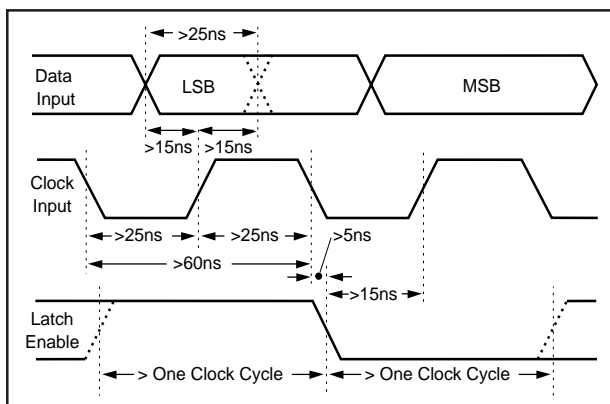 >25ns
Data
Input
LSB
MSB
>15ns >15ns
Clock
Input
>25ns >25ns >5ns
>60ns
>15ns
Latch
Enable
> One Clock Cycle > One Clock Cycle